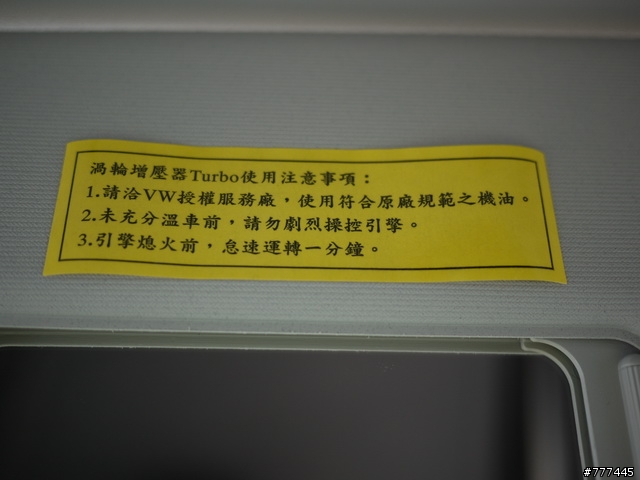 渦輪增壓器Turbo使用注意事項：
1.請洽VW授權服務廠，使用符合原廠規範之機油。
2.未充分溫車前，請勿劇烈操控引擎。
3.引擎熄火前，怠速運轉一分鐘。
#777445